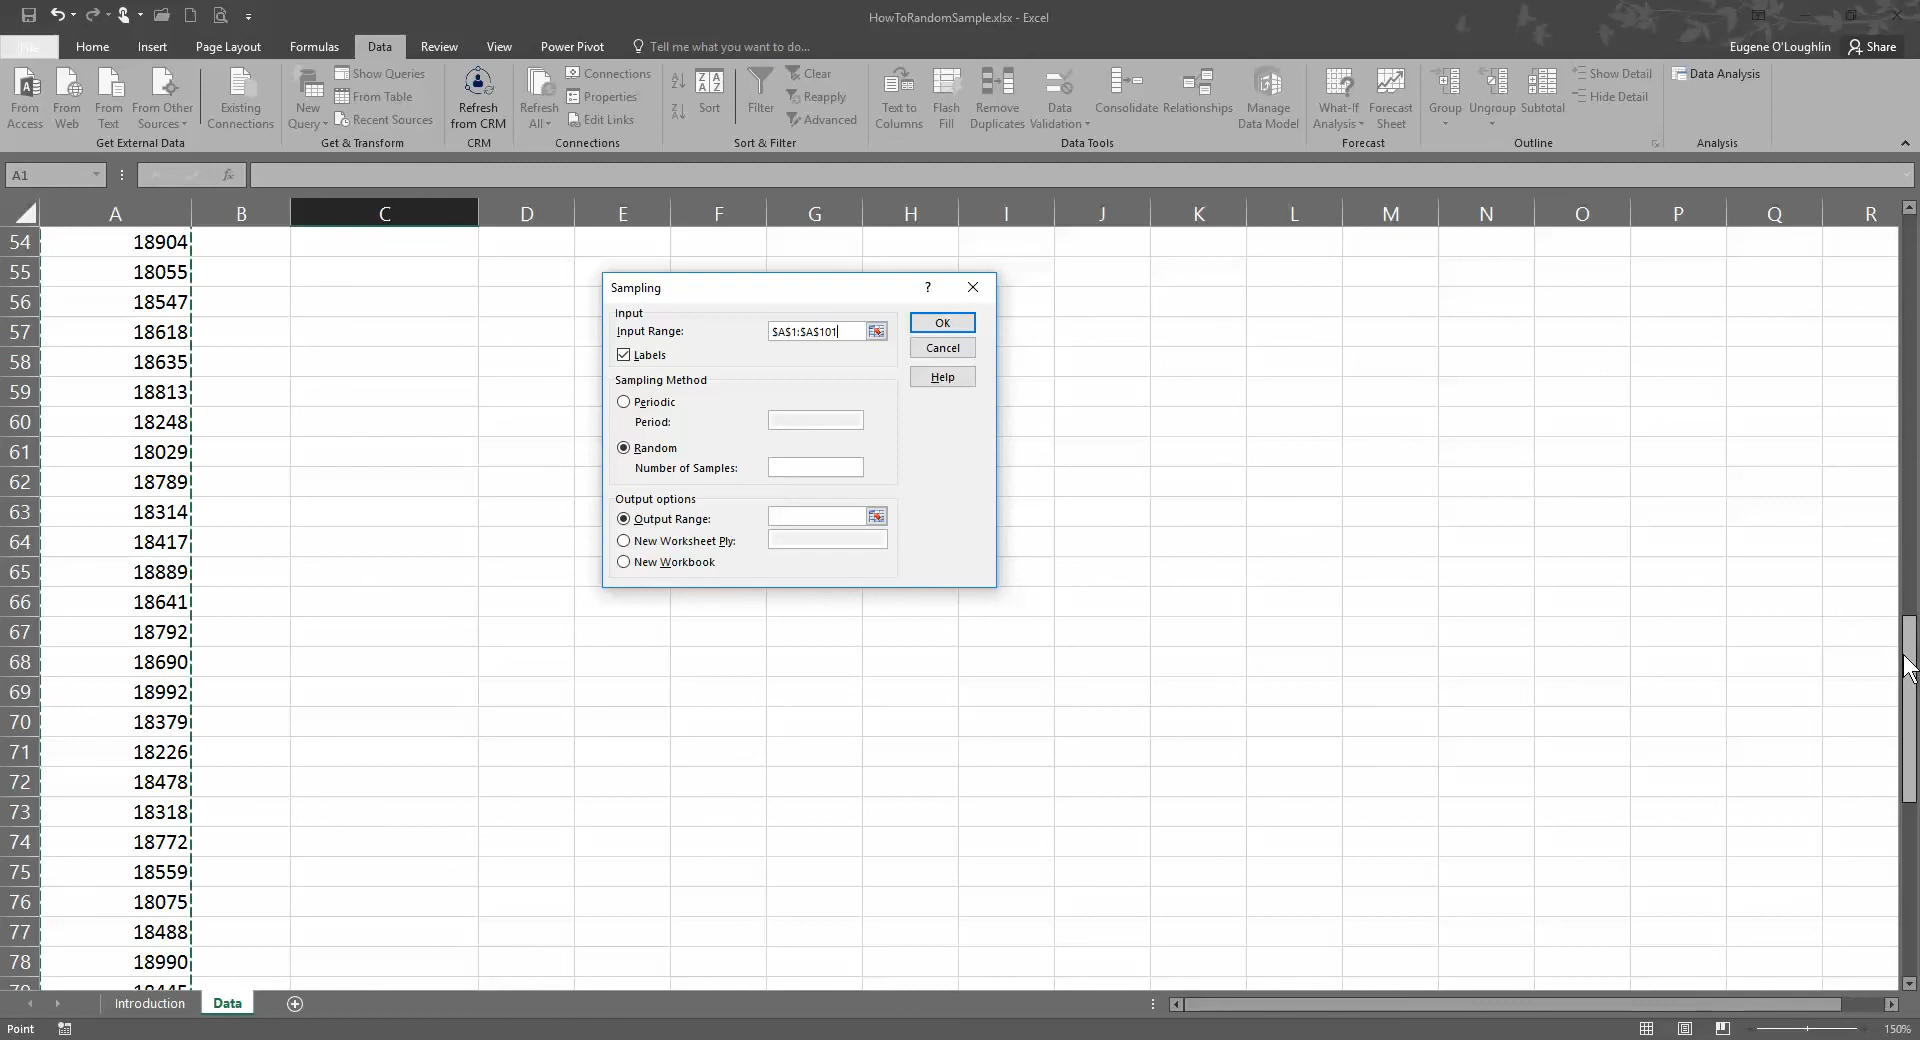 HowToRandomSample.xlsx - Excel
File Home Insert Page Layout Formulas Data Review View Power Pivot Tell me what you want to do... Eugene O'Loughlin Share
From Access
From Web
From Text
From Other Sources
Existing Connections
Get External Data
New Query
Show Queries
From Table
Recent Sources
Get & Transform
Refresh from CRM
CRM
Refresh All
Connections
Properties
Edit Links
Connections
Sort
Filter
Clear
Reapply
Advanced
Sort & Filter
Text to Columns
Flash Fill
Remove Duplicates
Data Validation
Consolidate
Relationships
Manage Data Model
Data Tools
What-If Analysis
Forecast Sheet
Forecast
Group
Ungroup
Subtotal
Show Detail
Hide Detail
Outline
Data Analysis
Analysis
A1 fx
A B C D E F G H I J K L M N O P Q R
54 18904
55 18055
56 18547
57 18618
58 18635
59 18813
60 18248
61 18029
62 18789
63 18314
64 18417
65 18889
66 18641
67 18792
68 18690
69 18992
70 18379
71 18226
72 18478
73 18318
74 18772
75 18559
76 18075
77 18488
78 18990
79 18445
Sampling ?
Input
Input Range: $A$1:$A$101
Labels
Sampling Method
Periodic
Period:
Random
Number of Samples:
Output options
Output Range:
New Worksheet Ply:
New Workbook
OK
Cancel
Help
Introduction Data
Point 150%